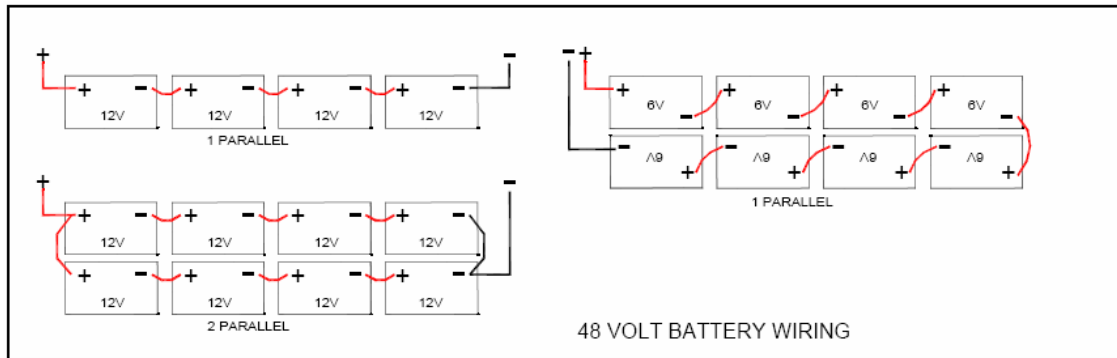 + -
+ - + - + - + -
12V 12V 12V 12V
1 PARALLEL
+ -
+ - + - + - + -
12V 12V 12V 12V
+ - + - + - + -
12V 12V 12V 12V
2 PARALLEL
- +
+ - + - + - + -
6V 6V 6V 6V
- + - + - + - +
6V 6V 6V 6V
1 PARALLEL
48 VOLT BATTERY WIRING